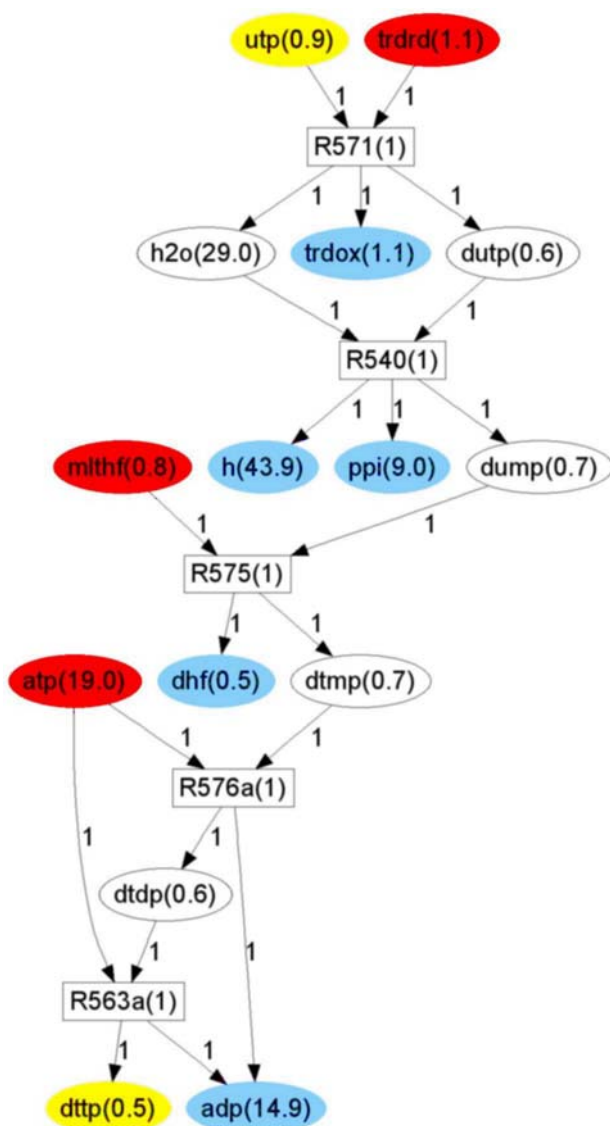 utp(0.9) trdrd(1.1)
1 1
R571(1)
1 1 1
h2o(29.0) trdox(1.1) dutp(0.6)
1 1
R540(1)
1 1 1
mlthf(0.8) h(43.9) ppi(9.0) dump(0.7)
1 1
R575(1)
1 1
atp(19.0) dhf(0.5) dtmp(0.7)
1 1
R576a(1)
1 1
dtdp(0.6)
1 1
R563a(1)
1 1
dttp(0.5) adp(14.9)